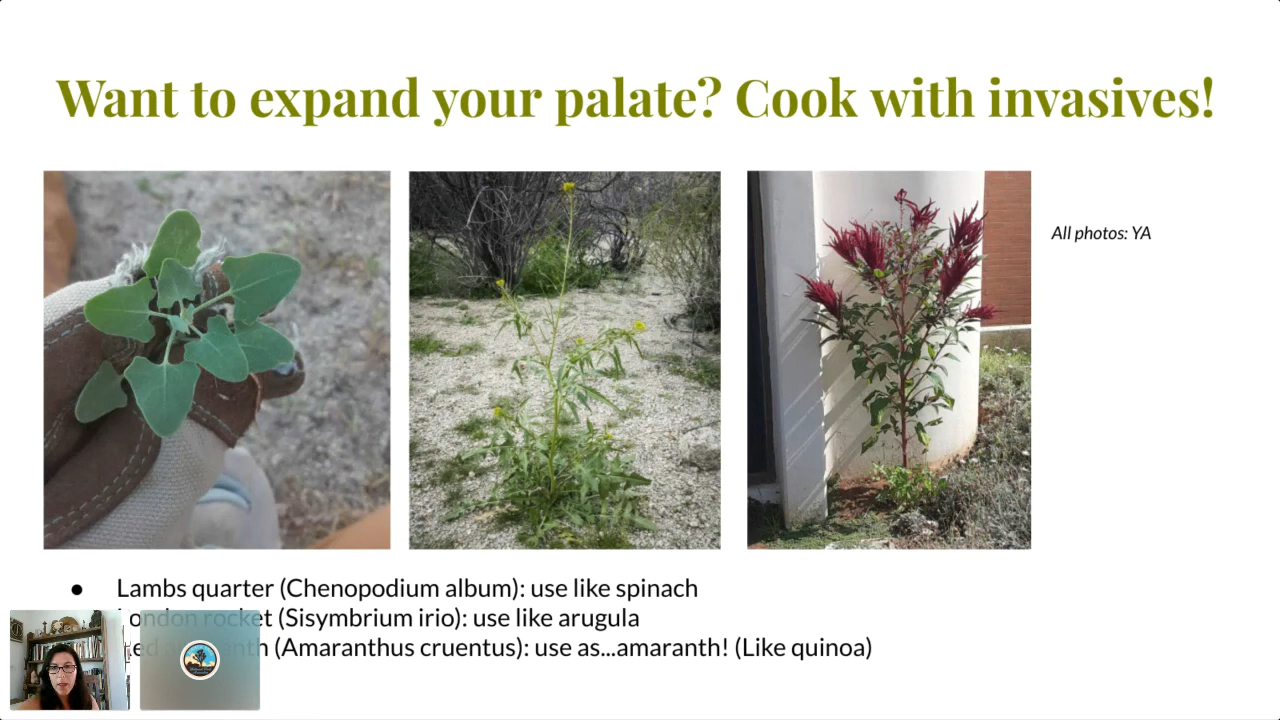 Want to expand your palate? Cook with invasives!
All photos: YA
● Lambs quarter (Chenopodium album): use like spinach
London rocket (Sisymbrium irio): use like arugula
Red amaranth (Amaranthus cruentus): use as...amaranth! (Like quinoa)